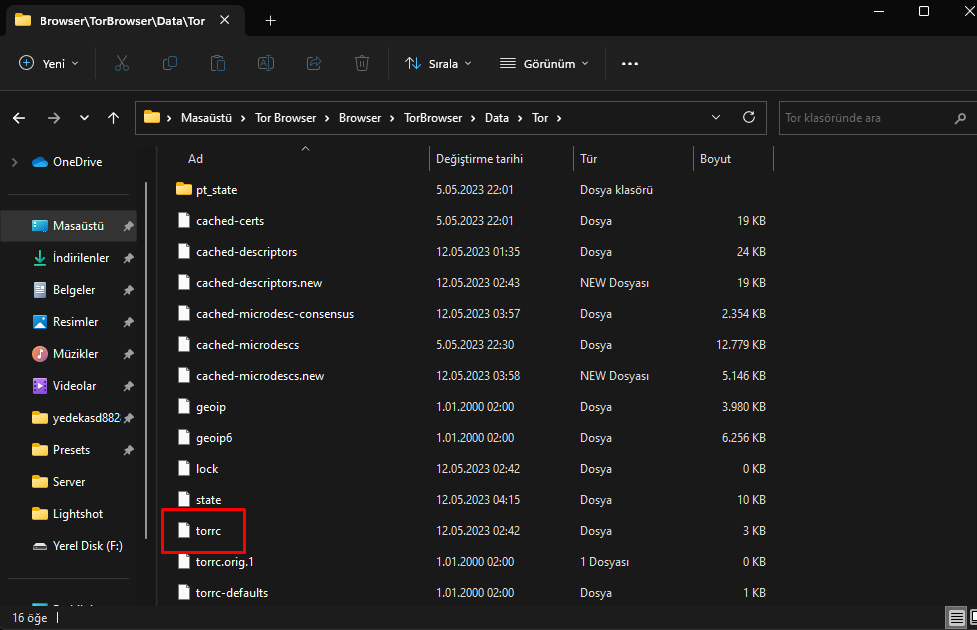 Browser\TorBrowser\Data\Tor
Yeni
Sırala
Görünüm
Masaüstü > Tor Browser > Browser > TorBrowser > Data > Tor >
Tor klasöründe ara
OneDrive
Masaüstü
İndirilenler
Belgeler
Resimler
Müzikler
Videolar
yedekasd882
Presets
Server
Lightshot
Yerel Disk (F:)
Ad Değiştirme tarihi Tür Boyut
pt_state 5.05.2023 22:01 Dosya klasörü
cached-certs 5.05.2023 22:01 Dosya 19 KB
cached-descriptors 12.05.2023 01:35 Dosya 24 KB
cached-descriptors.new 12.05.2023 02:43 NEW Dosyası 19 KB
cached-microdesc-consensus 12.05.2023 03:57 Dosya 2.354 KB
cached-microdescs 5.05.2023 22:30 Dosya 12.779 KB
cached-microdescs.new 12.05.2023 03:58 NEW Dosyası 5.146 KB
geoip 1.01.2000 02:00 Dosya 3.980 KB
geoip6 1.01.2000 02:00 Dosya 6.256 KB
lock 12.05.2023 02:42 Dosya 0 KB
state 12.05.2023 04:15 Dosya 10 KB
torrc 12.05.2023 02:42 Dosya 3 KB
torrc.orig.1 1.01.2000 02:00 1 Dosyası 0 KB
torrc-defaults 1.01.2000 02:00 Dosya 1 KB
16 öğe